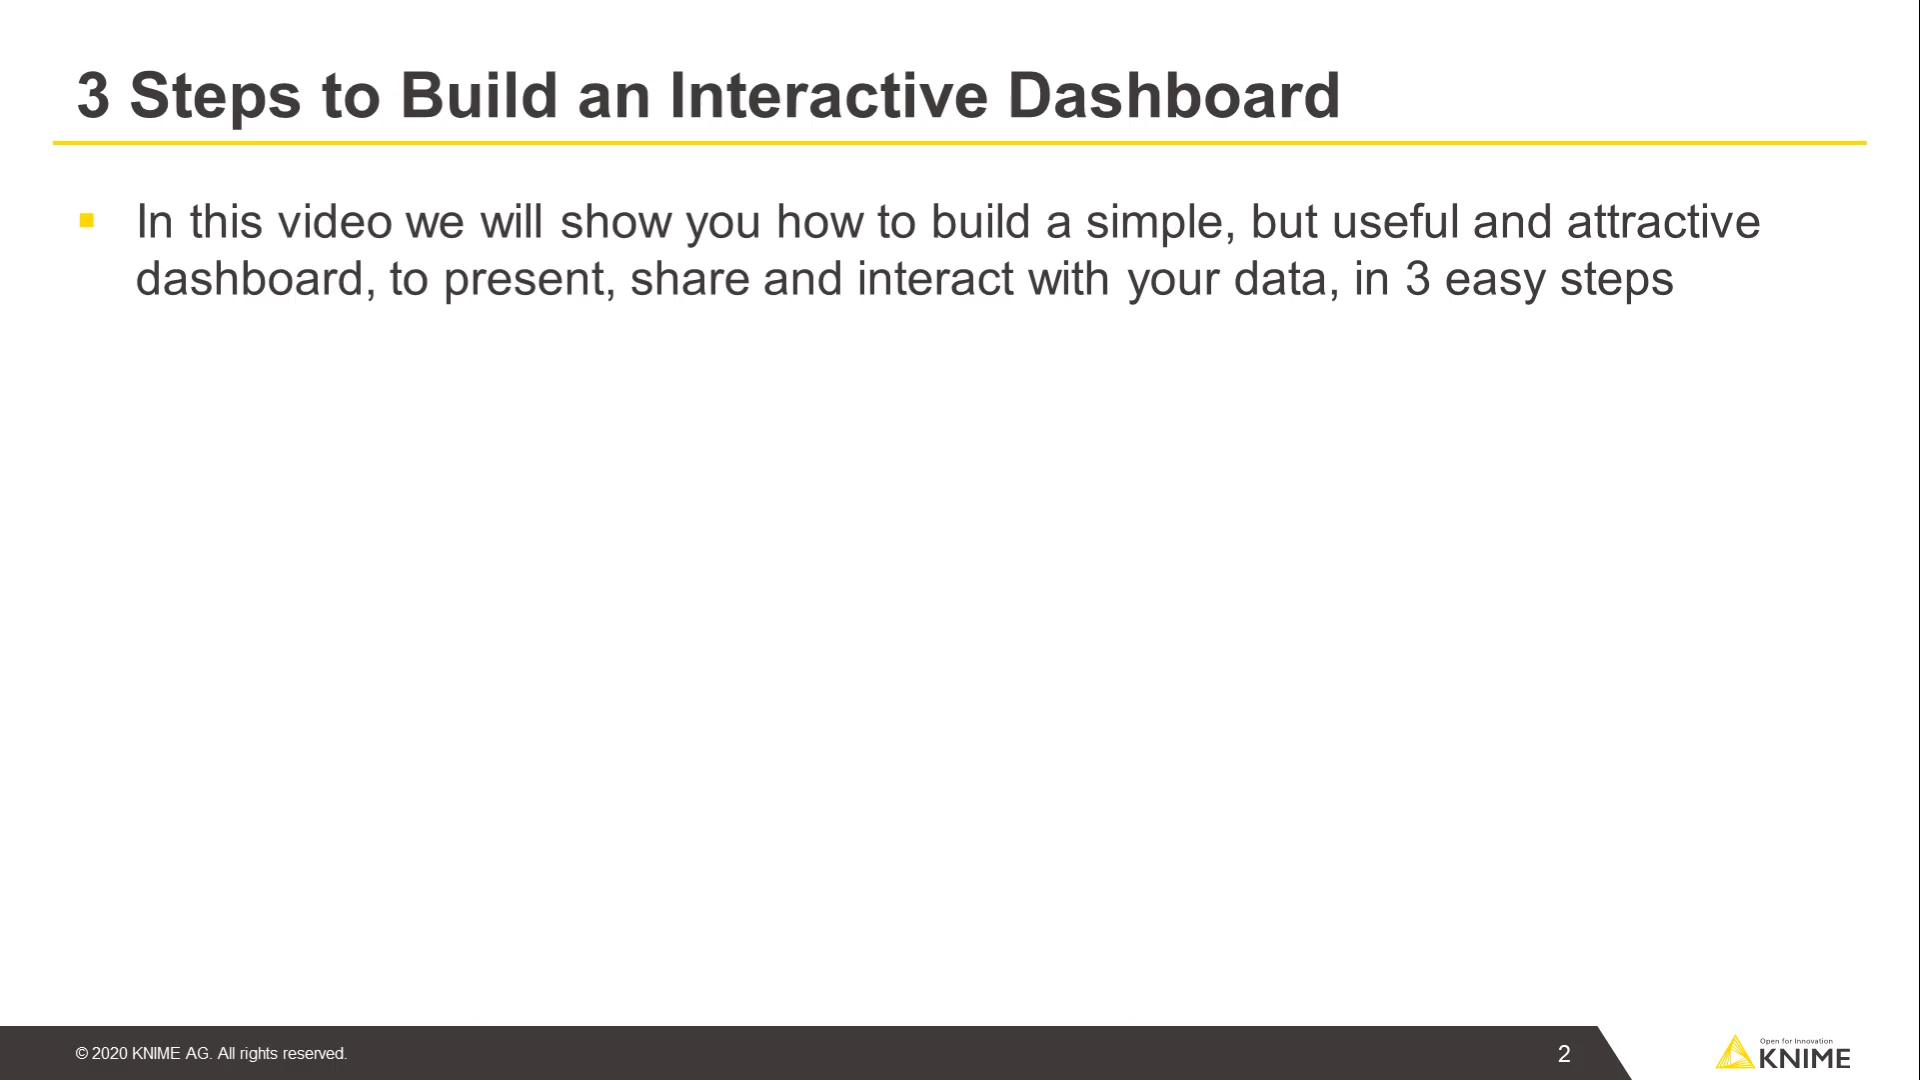 3 Steps to Build an Interactive Dashboard
In this video we will show you how to build a simple, but useful and attractive
dashboard, to present, share and interact with your data, in 3 easy steps
© 2020 KNIME AG. All rights reserved.
2
Open for Innovation
KNIME